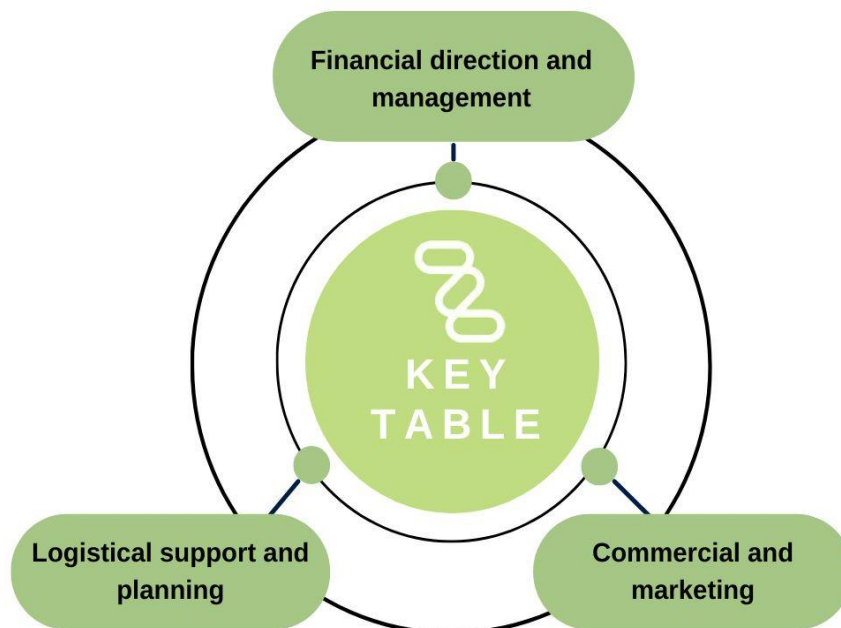 Financial direction and
management
KEY
TABLE
Logistical support and
planning
Commercial and
marketing